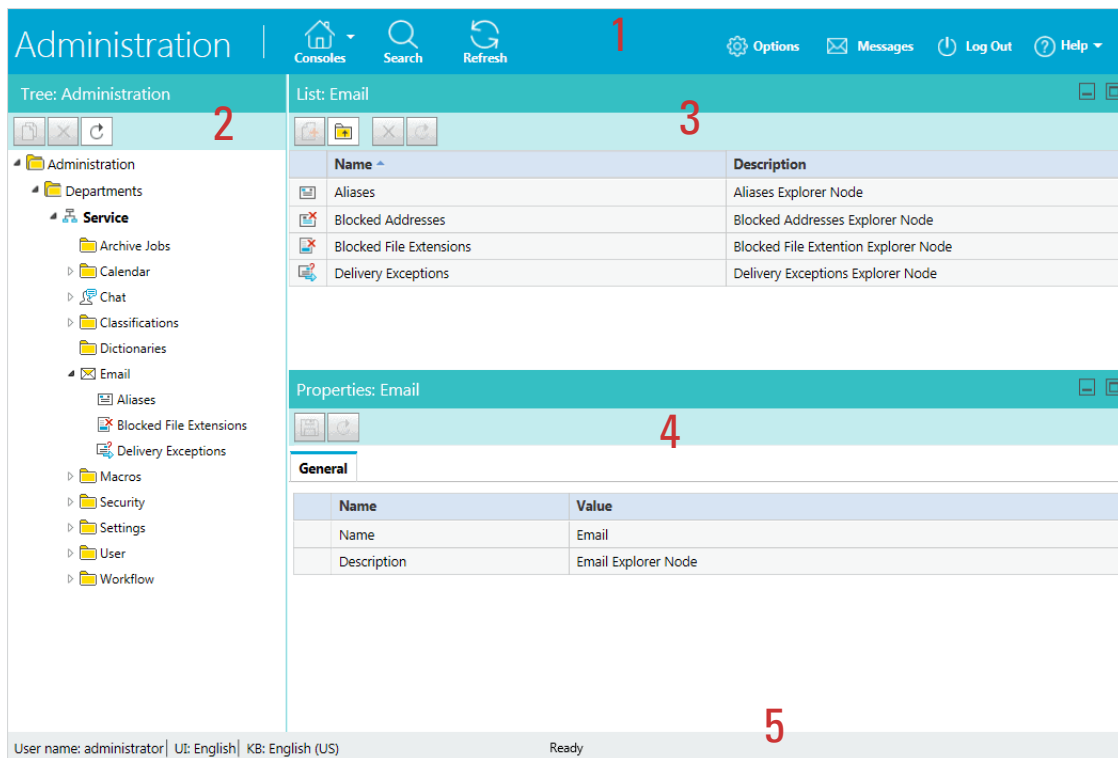 Administration
Consoles
Search
Refresh
1
Options
Messages
Log Out
Help
Tree: Administration
2
Administration
Departments
Service
Archive Jobs
Calendar
Chat
Classifications
Dictionaries
Email
Aliases
Blocked File Extensions
Delivery Exceptions
Macros
Security
Settings
User
Workflow
List: Email
3
Name Description
Aliases Aliases Explorer Node
Blocked Addresses Blocked Addresses Explorer Node
Blocked File Extensions Blocked File Extention Explorer Node
Delivery Exceptions Delivery Exceptions Explorer Node
Properties: Email
4
General
Name Value
Name Email
Description Email Explorer Node
5
User name: administrator UI: English KB: English (US) Ready